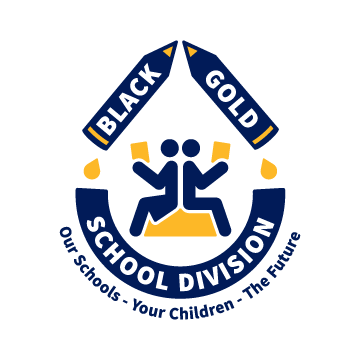 BLACK
GOLD
SCHOOL DIVISION
Our Schools - Your Children - The Future